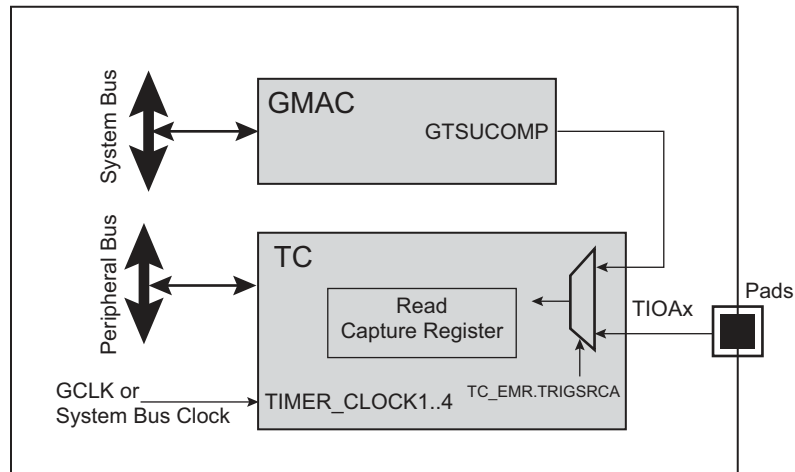 System Bus
GMAC
GTSUCOMP
Peripheral Bus
TC
Read
Capture Register
TIOAx
Pads
TC_EMR.TRIGSRCA
GCLK or
System Bus Clock
TIMER_CLOCK1..4